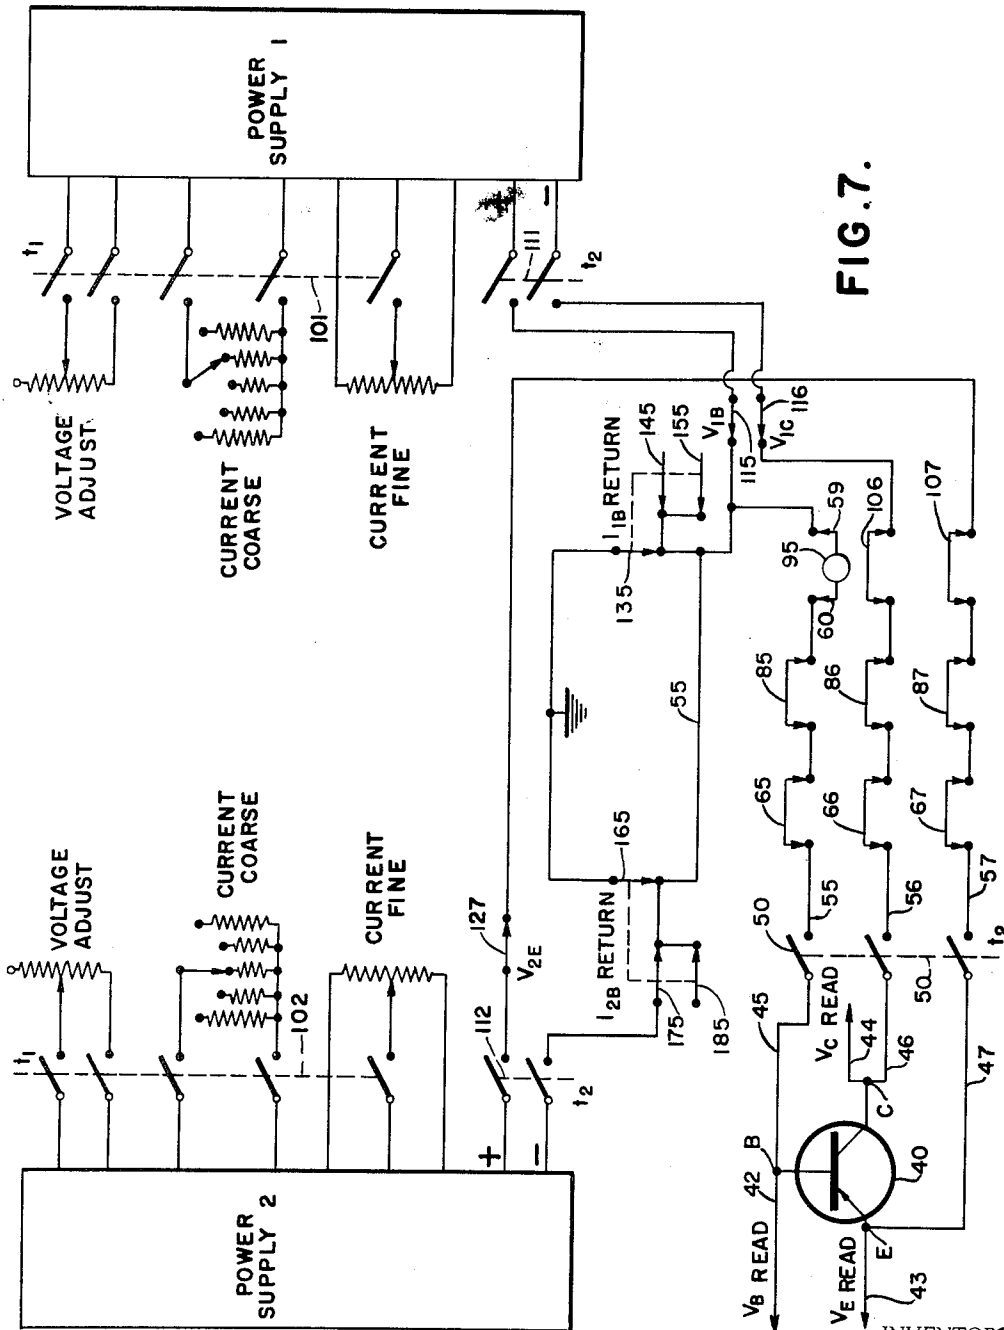 POWER
SUPPLY 1
t1
VOLTAGE
ADJUST
CURRENT
COARSE
101
CURRENT
FINE
−
111
t2
FIG.7.
POWER
SUPPLY 2
t1
VOLTAGE
ADJUST
CURRENT
COARSE
102
CURRENT
FINE
+
−
112
t2
127
V2E
I2B RETURN
165
175
185
I1B RETURN
135
145
155
V1B
115
V1C
116
55
59
95
60
106
107
85
86
87
65
66
67
50
55
56
57
50
t0
45
VC READ
44
46
47
B
42
VB READ
C
40
E
VE READ
43